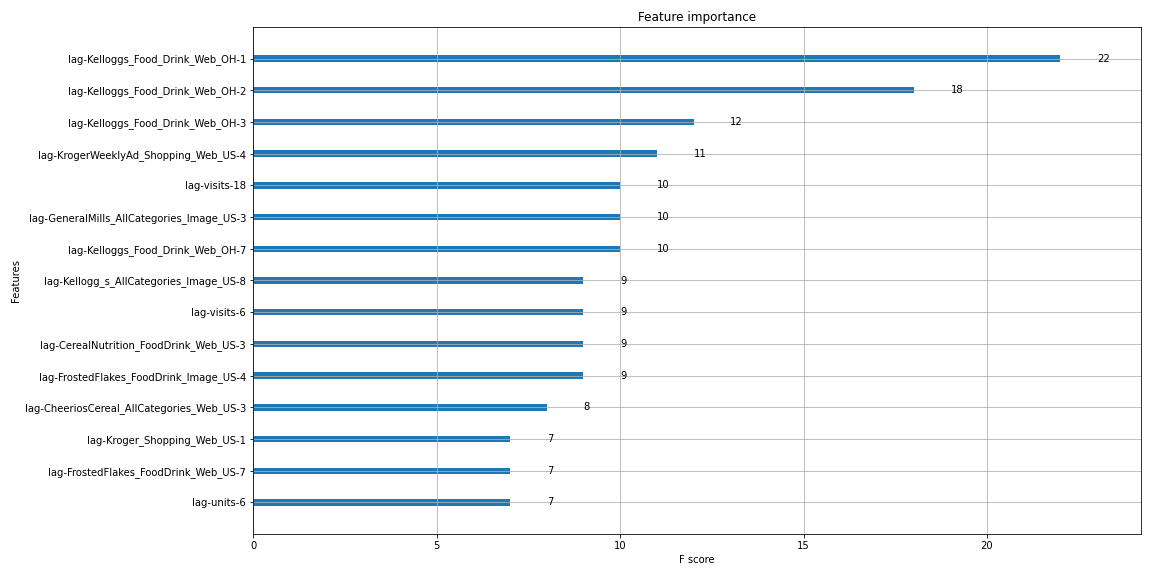 Feature importance
lag-Kelloggs_Food_Drink_Web_OH-1 22
lag-Kelloggs_Food_Drink_Web_OH-2 18
lag-Kelloggs_Food_Drink_Web_OH-3 12
lag-KrogerWeeklyAd_Shopping_Web_US-4 11
lag-visits-18 10
lag-GeneralMills_AllCategories_Image_US-3 10
lag-Kelloggs_Food_Drink_Web_OH-7 10
lag-Kellogg_s_AllCategories_Image_US-8 9
lag-visits-6 9
lag-CerealNutrition_FoodDrink_Web_US-3 9
lag-FrostedFlakes_FoodDrink_Image_US-4 9
lag-CheeriosCereal_AllCategories_Web_US-3 8
lag-Kroger_Shopping_Web_US-1 7
lag-FrostedFlakes_FoodDrink_Web_US-7 7
lag-units-6 7
Features
0 5 10 15 20
F score